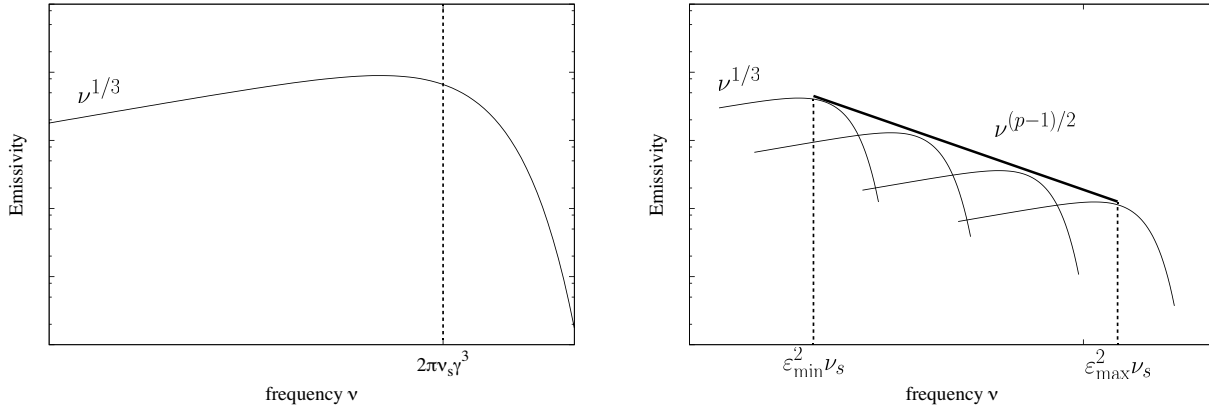 Emissivity
ν^{1/3}
2πν_sγ^3
frequency ν
Emissivity
ν^{1/3}
ν^{(p−1)/2}
ε^2_{min}ν_s
ε^2_{max}ν_s
frequency ν